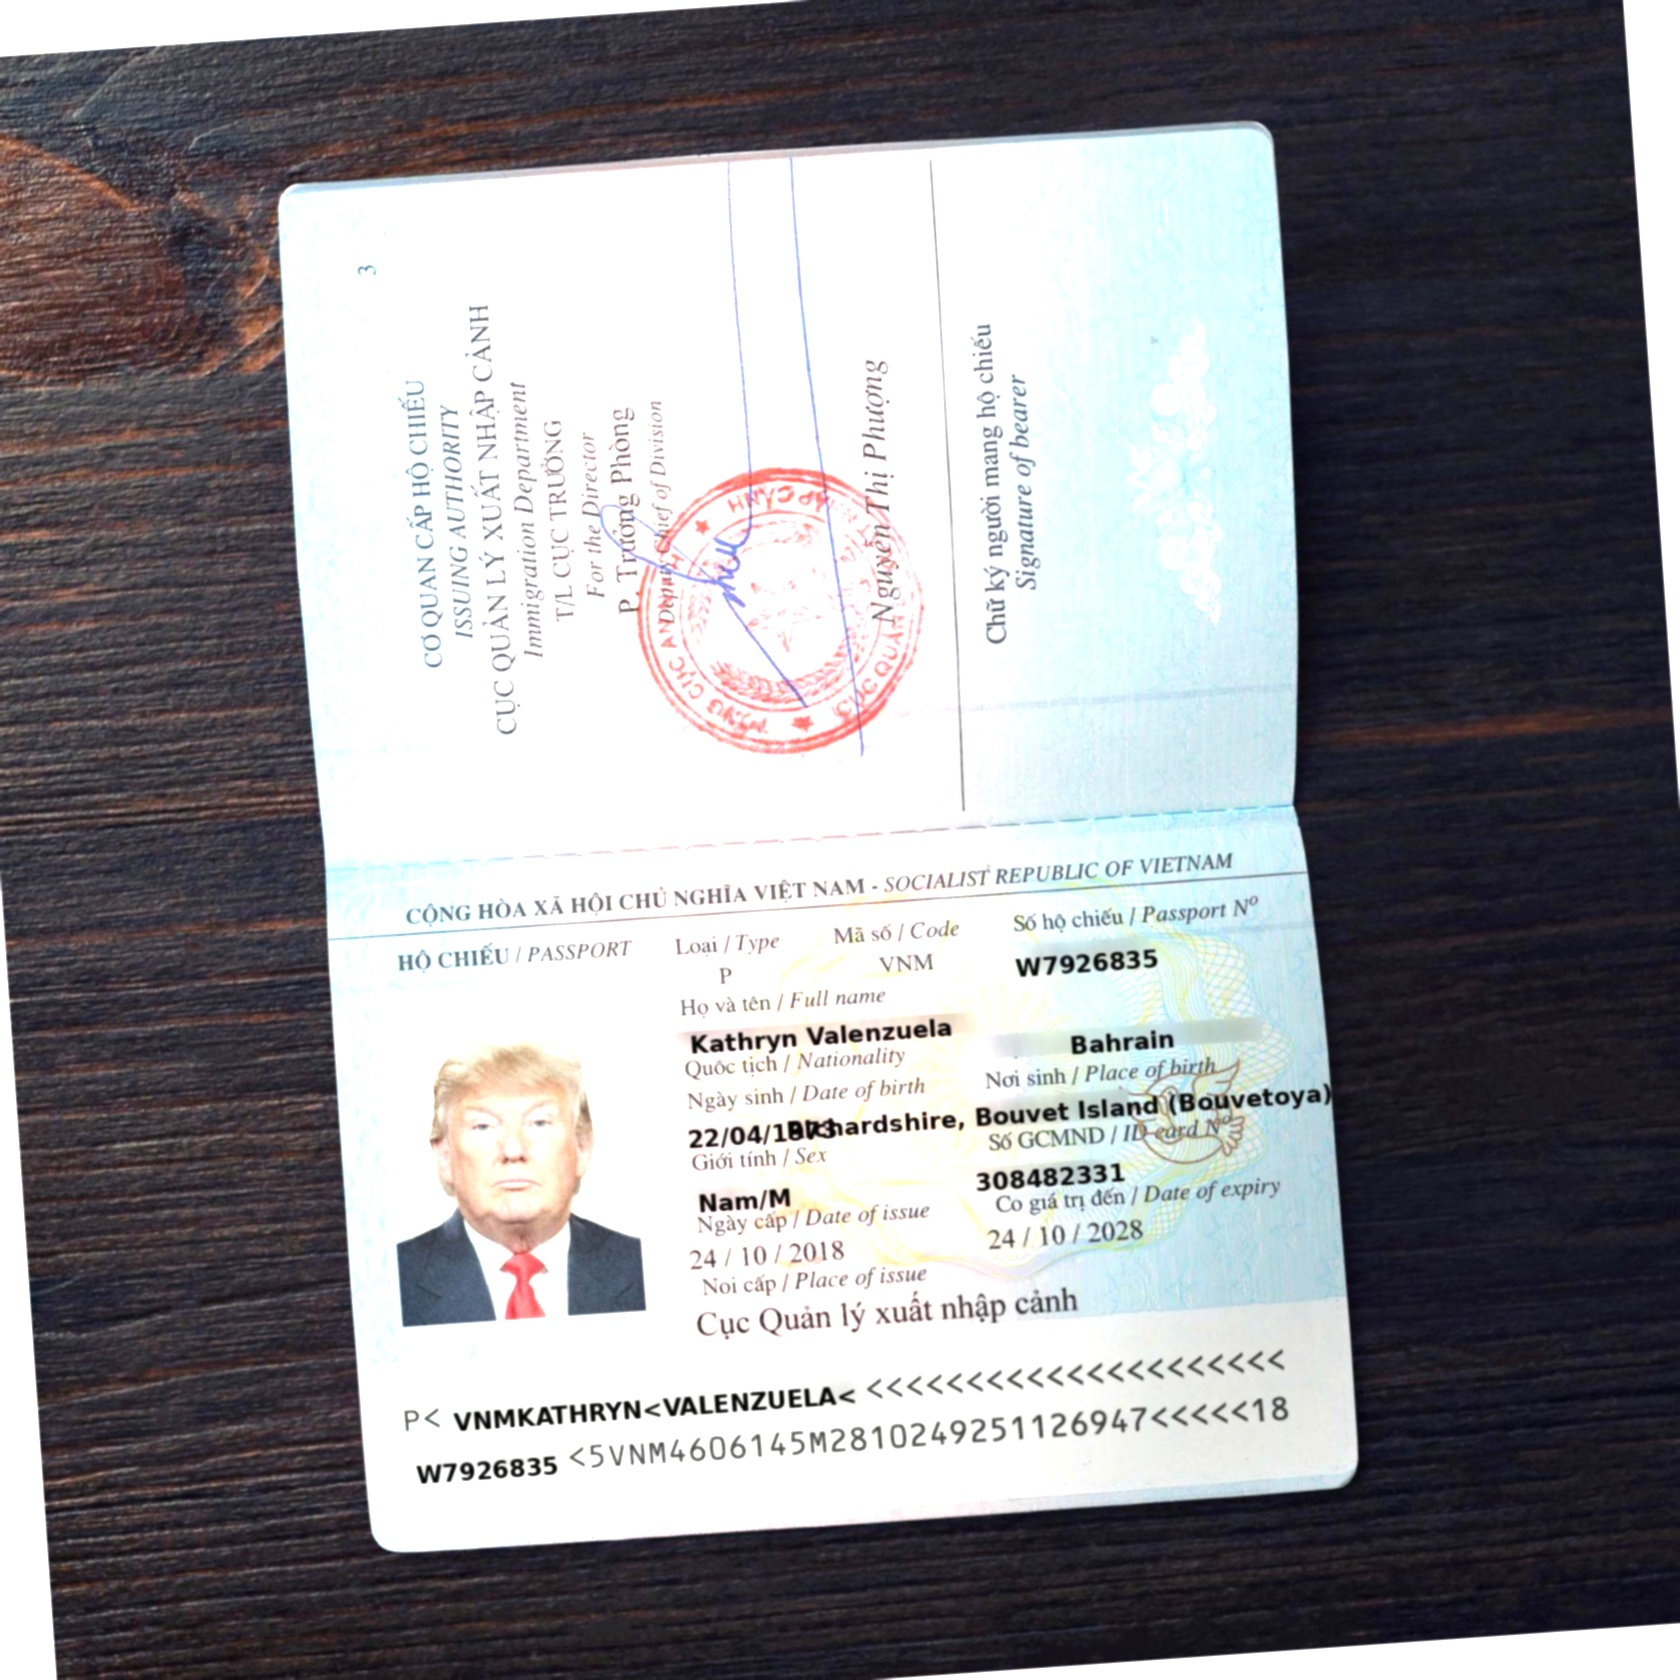 3
CƠ QUAN CẤP HỘ CHIẾU
ISSUING AUTHORITY
CỤC QUẢN LÝ XUẤT NHẬP CẢNH
Immigration Department
T/L CỤC TRƯỞNG
For the Director
P. Trưởng Phòng
Deputy Chief of Division
Nguyễn Thị Phượng
Chữ ký người mang hộ chiếu
Signature of bearer
CỘNG HÒA XÃ HỘI CHỦ NGHĨA VIỆT NAM - SOCIALIST REPUBLIC OF VIETNAM
HỘ CHIẾU / PASSPORT Loại / Type Mã số / Code Số hộ chiếu / Passport Nº
P VNM W7926835
Họ và tên / Full name
Kathryn Valenzuela Bahrain
Quốc tịch / Nationality Nơi sinh / Place of birth
Ngày sinh / Date of birth
22/04/ Bouvet Island (Bouvetoya)
Giới tính / Sex Số GCMND / ID card Nº
Nam/M 308482331
Ngày cấp / Date of issue Co giá trị đến / Date of expiry
24 / 10 / 2018 24 / 10 / 2028
Noi cấp / Place of issue
Cục Quản lý xuất nhập cảnh
P< VNMKATHRYN<VALENZUELA< <<<<<<<<<<<<<<<<<<<<<
W7926835 <5VNM4606145M2810249251126947<<<<<18